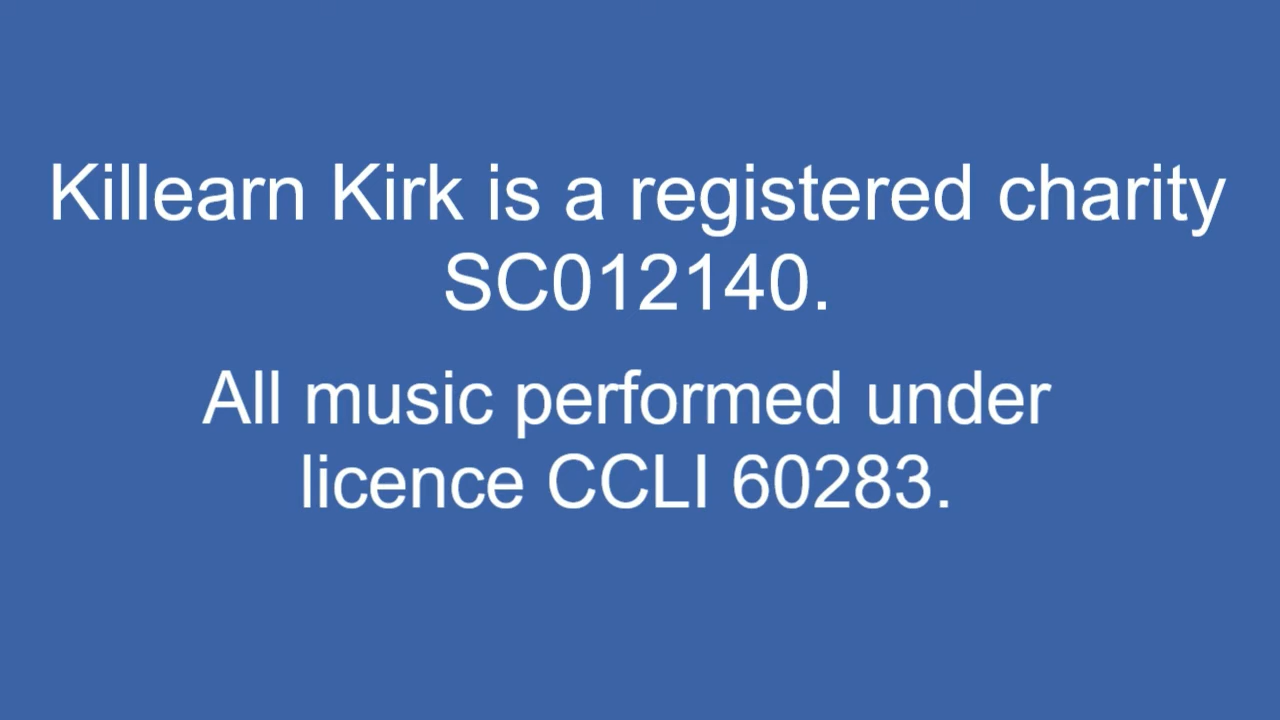 Killearn Kirk is a registered charity
SC012140.
All music performed under
licence CCLI 60283.